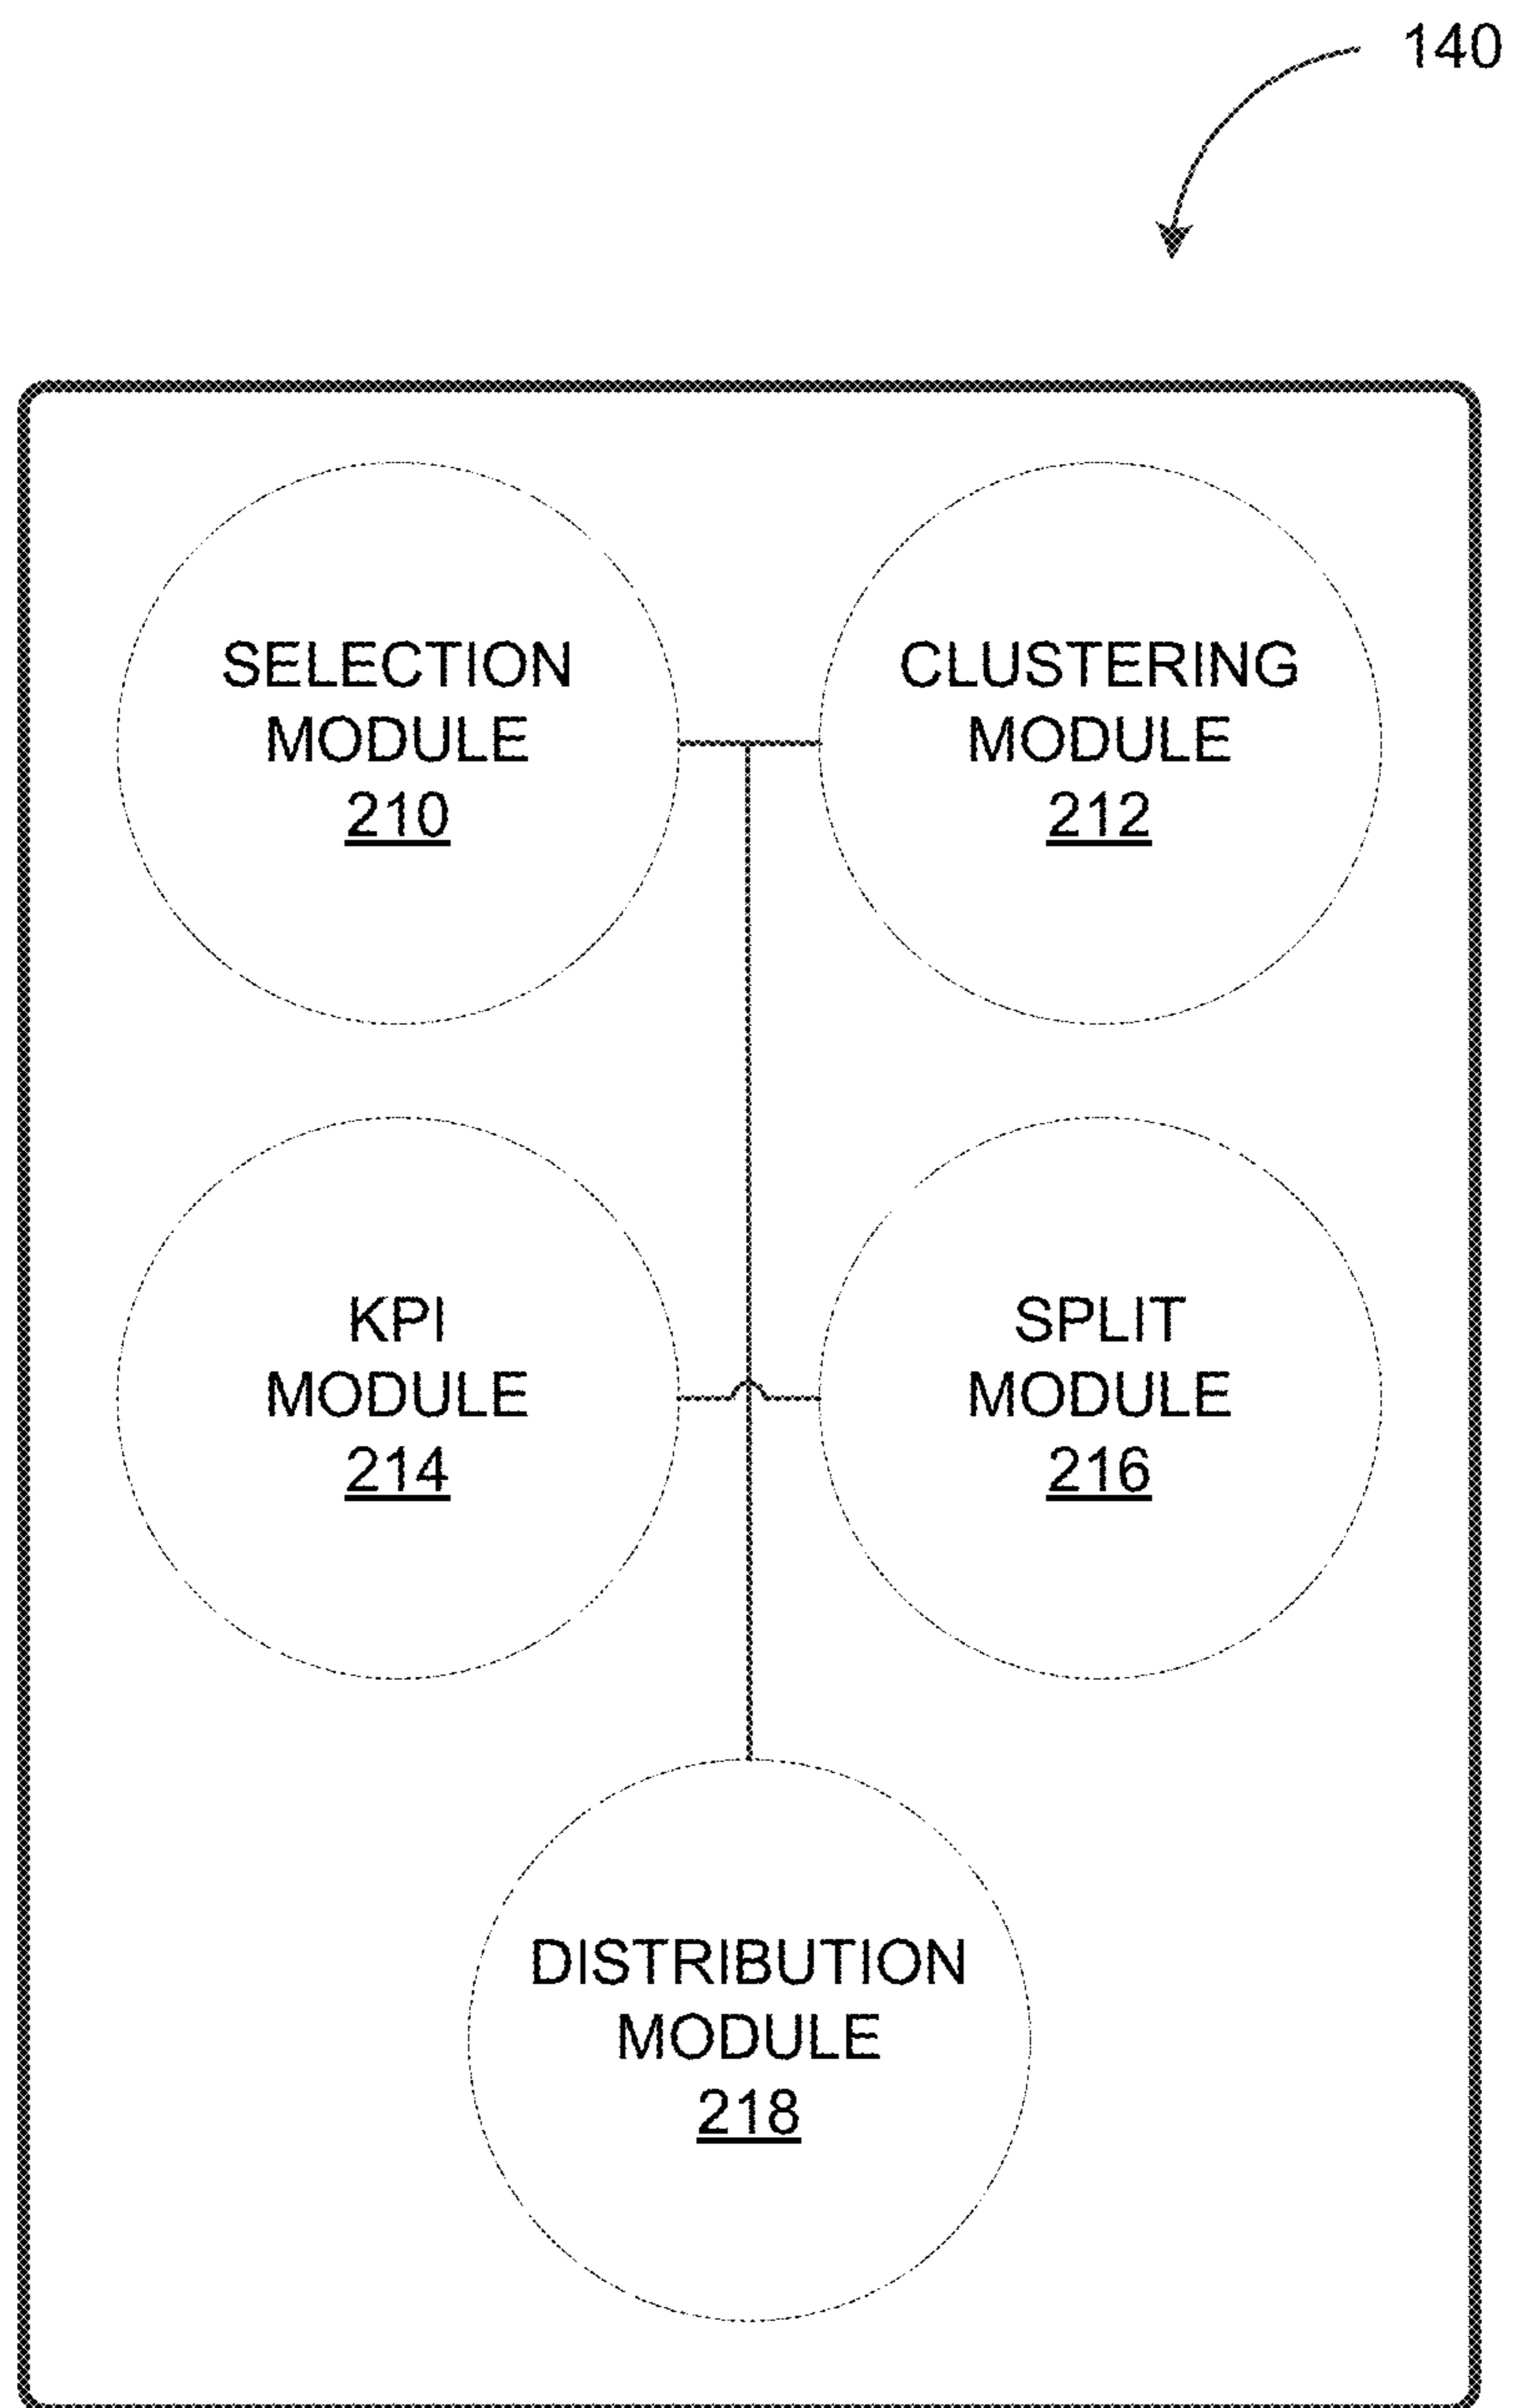 140
SELECTION
MODULE
210
CLUSTERING
MODULE
212
KPI
MODULE
214
SPLIT
MODULE
216
DISTRIBUTION
MODULE
218